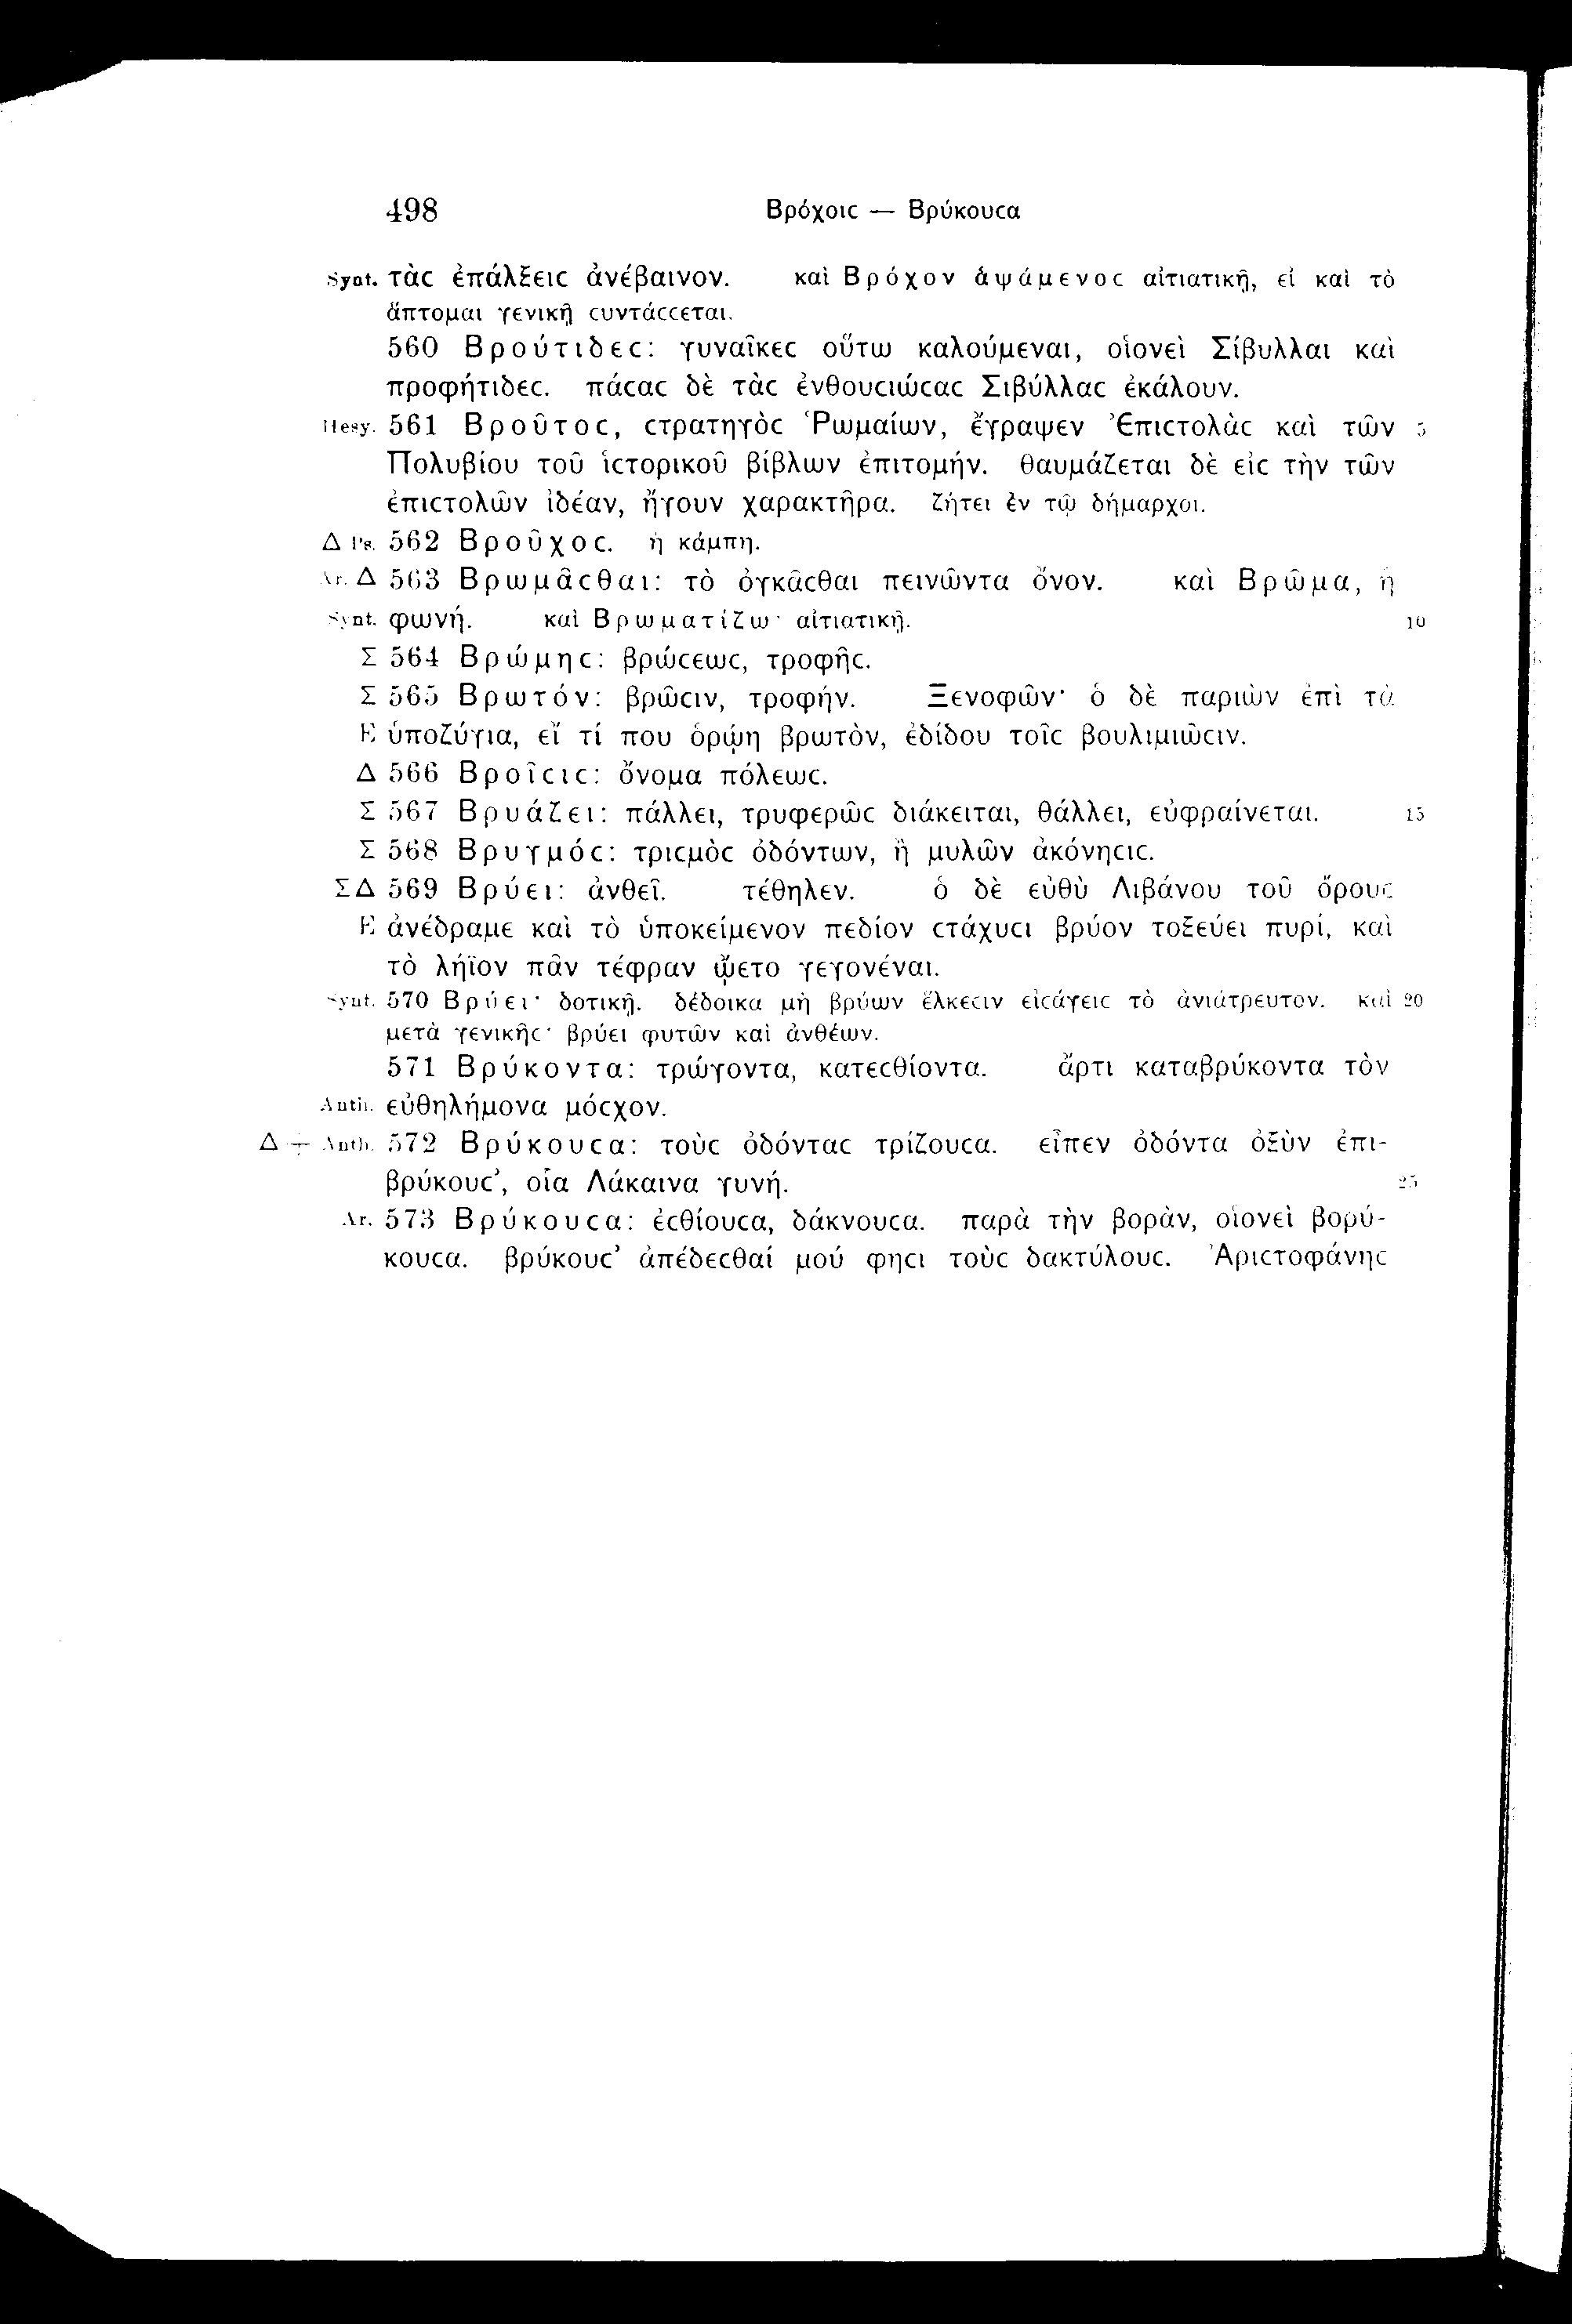 498 Βρόχοιϲ — Βρύκουϲα
Synt. τὰϲ ἐπάλξειϲ ἀνέβαινον. καὶ Βρόχον ἁψάμενοϲ αἰτιατικῇ, εἰ καὶ τὸ
ἅπτομαι γενικῇ ϲυντάϲϲεται.
560 Βρούτιδεϲ: γυναῖκεϲ οὕτω καλούμεναι, οἱονεὶ Σίβυλλαι καὶ
προφήτιδεϲ. πάϲαϲ δὲ τὰϲ ἐνθουϲιώϲαϲ Σιβύλλαϲ ἐκάλουν.
Hesy. 561 Βροῦτοϲ, ϲτρατηγὸϲ Ῥωμαίων, ἔγραψεν Ἐπιϲτολὰϲ καὶ τῶν 5
Πολυβίου τοῦ ἱϲτορικοῦ βίβλων ἐπιτομήν. θαυμάζεται δὲ εἰϲ τὴν τῶν
ἐπιϲτολῶν ἰδέαν, ἤγουν χαρακτῆρα. ζήτει ἐν τῷ δήμαρχοι.
Δ Ps. 562 Βροῦχοϲ. ἡ κάμπη.
Ar. Δ 563 Βρωμᾶϲθαι: τὸ ὀγκᾶϲθαι πεινῶντα ὄνον. καὶ Βρῶμα, ἡ
Synt. φωνή. καὶ Βρωματίζω· αἰτιατικῇ. 10
Σ 564 Βρώμηϲ: βρώϲεωϲ, τροφῆϲ.
Σ 565 Βρωτόν: βρῶϲιν, τροφήν. Ξενοφῶν· ὁ δὲ παριὼν ἐπὶ τὰ
E ὑποζύγια, εἴ τί που ὁρῴη βρωτὸν, ἐδίδου τοῖϲ βουλιμιῶϲιν.
Δ 566 Βροῖϲιϲ: ὄνομα πόλεωϲ.
Σ 567 Βρυάζει: πάλλει, τρυφερῶϲ διάκειται, θάλλει, εὐφραίνεται. 15
Σ 568 Βρυγμόϲ: τριϲμὸϲ ὀδόντων, ἢ μυλῶν ἀκόνηϲιϲ.
ΣΔ 569 Βρύει: ἀνθεῖ. τέθηλεν. ὁ δὲ εὐθὺ Λιβάνου τοῦ ὄρουϲ
E ἀνέδραμε καὶ τὸ ὑποκείμενον πεδίον ϲτάχυϲι βρύον τοξεύει πυρί, καὶ
τὸ λήϊον πᾶν τέφραν ᾤετο γεγονέναι.
Synt. 570 Βρύει· δοτικῇ. δέδοικα μὴ βρύων ἕλκεϲιν εἰϲάγειϲ τὸ ἀνιάτρευτον. καὶ 20
μετὰ γενικῆϲ· βρύει φυτῶν καὶ ἀνθέων.
571 Βρύκοντα: τρώγοντα, κατεϲθίοντα. ἄρτι καταβρύκοντα τὸν
Anth. εὐθηλήμονα μόϲχον.
Δ ÷ Anth. 572 Βρύκουϲα: τοὺϲ ὀδόνταϲ τρίζουϲα. εἶπεν ὀδόντα ὀξὺν ἐπι-
βρύκουϲ’, οἷα Λάκαινα γυνή. 25
Ar. 573 Βρύκουϲα: ἐϲθίουϲα, δάκνουϲα. παρὰ τὴν βορὰν, οἱονεὶ βορύ-
κουϲα. βρύκουϲ’ ἀπέδεϲθαί μού φηϲι τοὺϲ δακτύλουϲ. Ἀριϲτοφάνηϲ